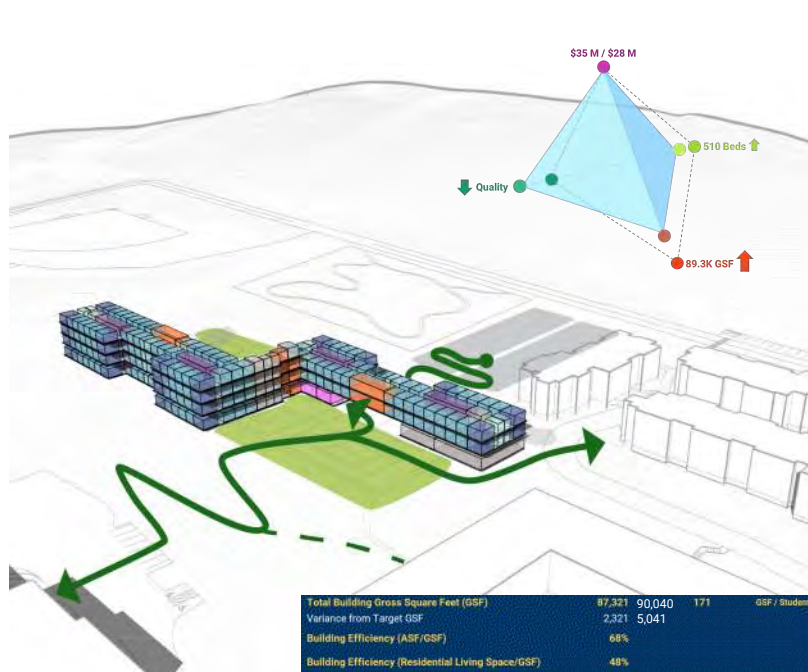 $35 M / $28 M
510 Beds
Quality
89.3K GSF
Total Building Gross Square Feet (GSF) 87,321 90,040 171 GSF / Studen
Variance from Target GSF 2,321 5,041
Building Efficiency (ASF/GSF) 68%
Building Efficiency (Residential Living Space/GSF) 48%